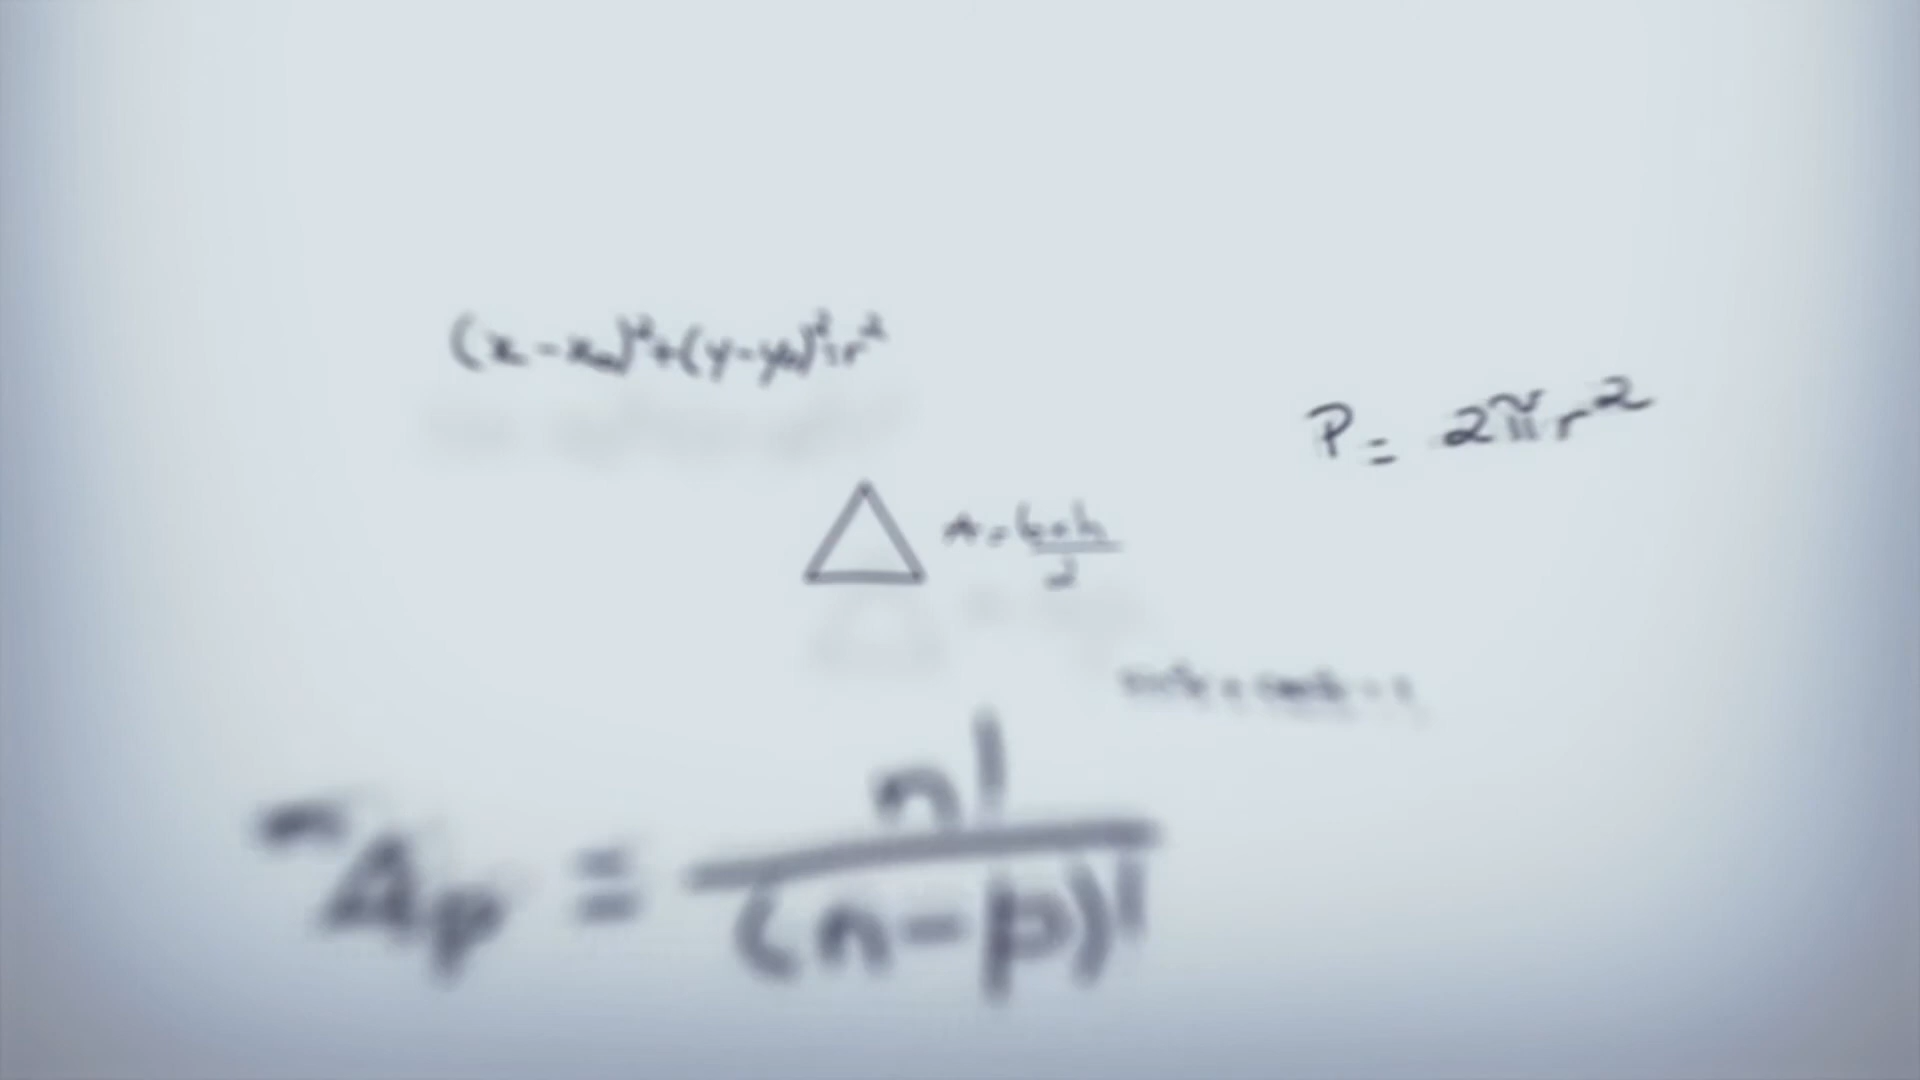 (x-x₀)²+(y-y₀)²=r²
P = 2πr²
A = b*h/2
ⁿAp = n!/(n-p)!